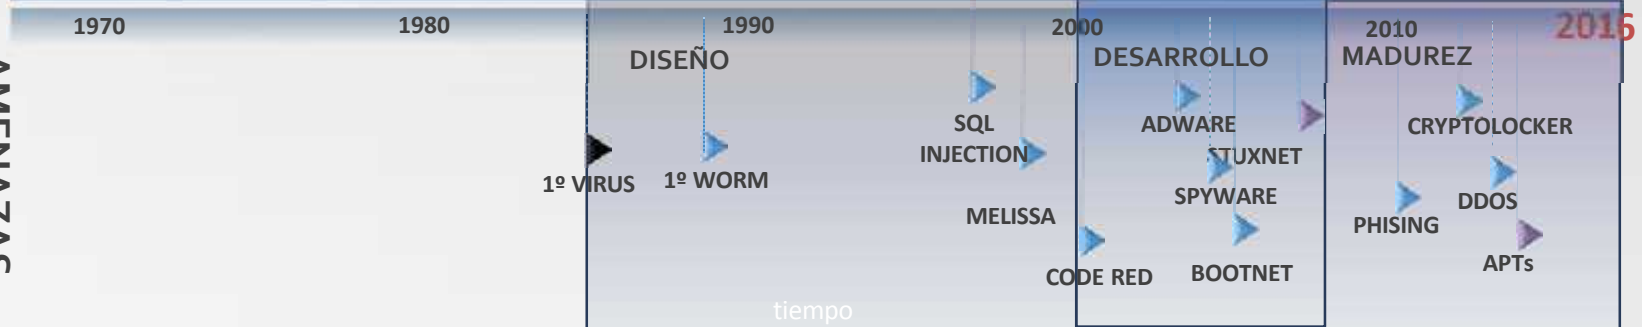 1970 1980 1990 2000 2010 2016
DISEÑO DESARROLLO MADUREZ
AMENAZAS
1º VIRUS
1º WORM
SQL
INJECTION
MELISSA
CODE RED
ADWARE
STUXNET
SPYWARE
BOOTNET
CRYPTOLOCKER
DDOS
PHISING
APTs
tiempo